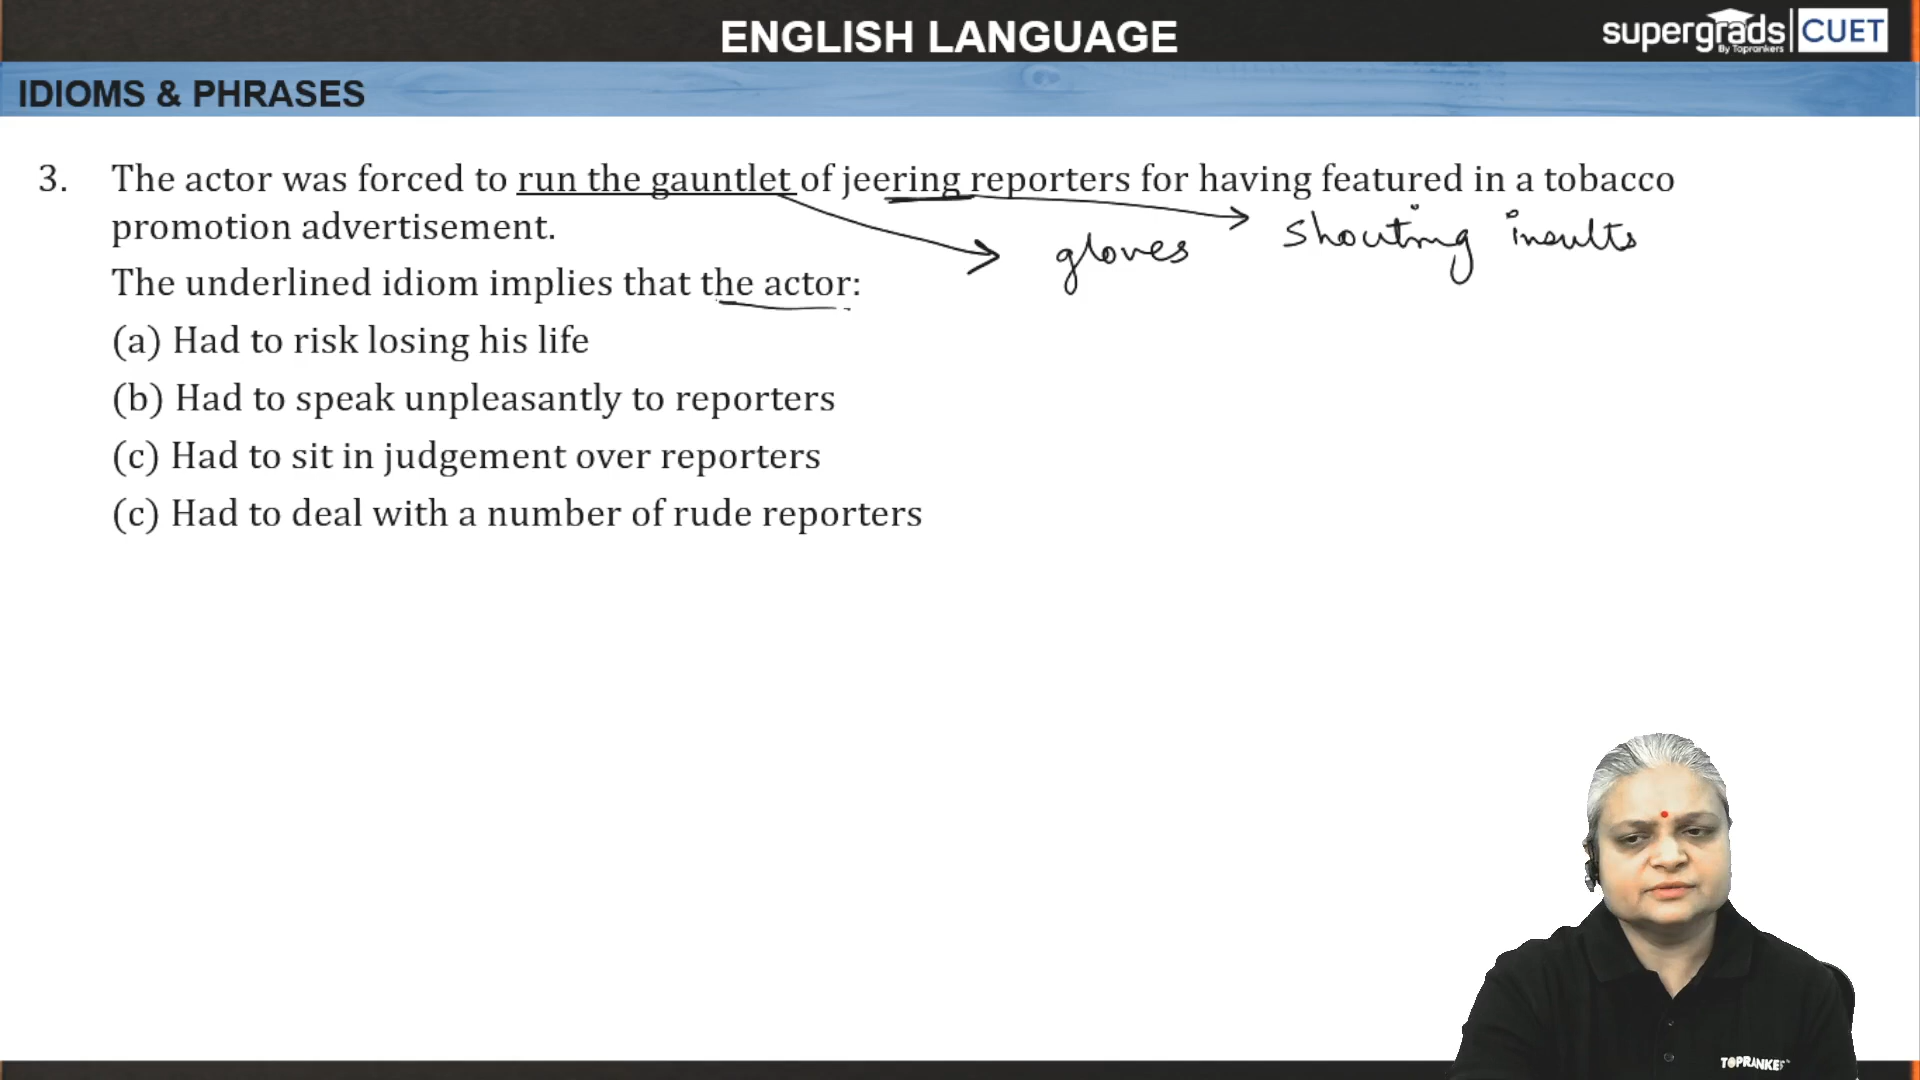 ENGLISH LANGUAGE
supergrads
By Toprankers
CUET
IDIOMS & PHRASES
3. The actor was forced to run the gauntlet of jeering reporters for having featured in a tobacco
promotion advertisement.
gloves
shouting insults
The underlined idiom implies that the actor:
(a) Had to risk losing his life
(b) Had to speak unpleasantly to reporters
(c) Had to sit in judgement over reporters
(c) Had to deal with a number of rude reporters